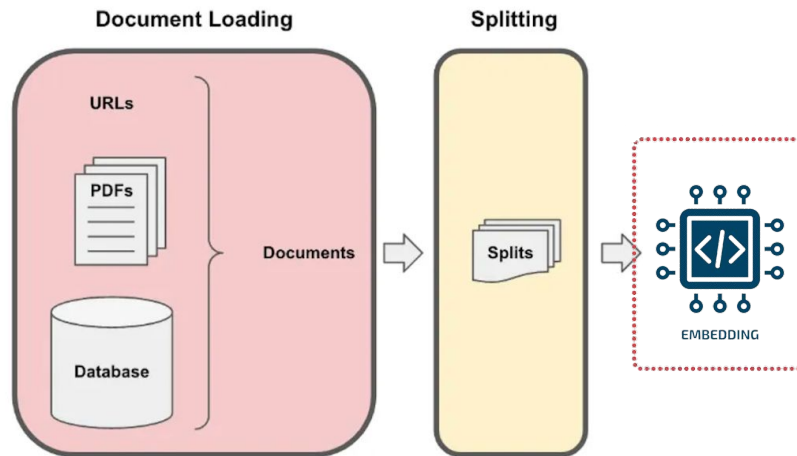 Document Loading
Splitting
URLs
PDFs
Documents
Database
Splits
EMBEDDING